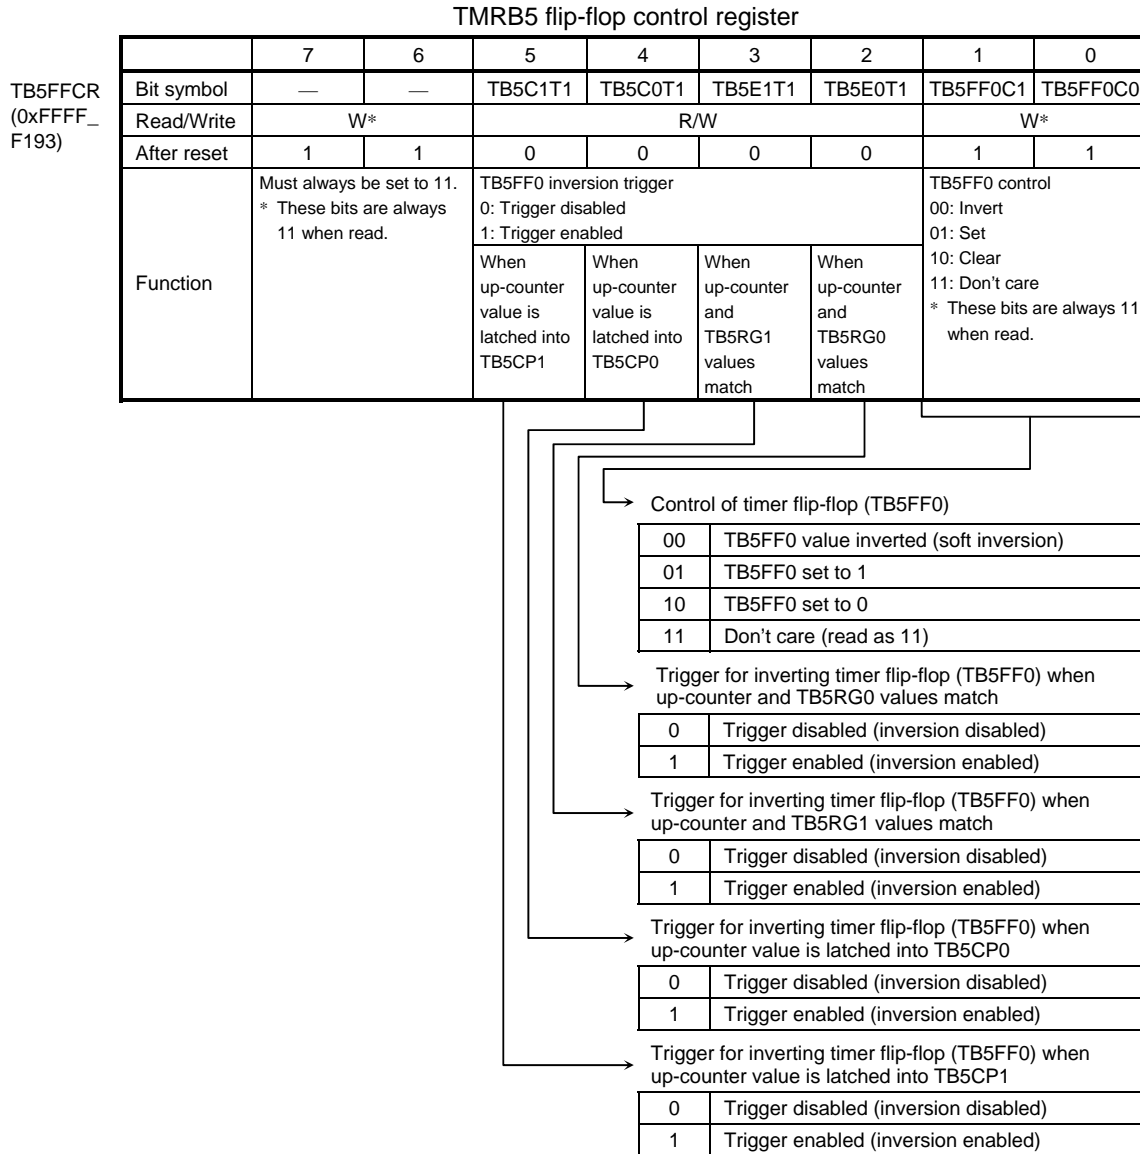 TMRB5 flip-flop control register
7 6 5 4 3 2 1 0
TB5FFCR
(0xFFFF_
F193)
Bit symbol — — TB5C1T1 TB5C0T1 TB5E1T1 TB5E0T1 TB5FF0C1 TB5FF0C0
Read/Write W* R/W W*
After reset 1 1 0 0 0 0 1 1
Function
Must always be set to 11.
* These bits are always
11 when read.
TB5FF0 inversion trigger
0: Trigger disabled
1: Trigger enabled
When
up-counter
value is
latched into
TB5CP1
When
up-counter
value is
latched into
TB5CP0
When
up-counter
and
TB5RG1
values
match
When
up-counter
and
TB5RG0
values
match
TB5FF0 control
00: Invert
01: Set
10: Clear
11: Don't care
* These bits are always 11
when read.
Control of timer flip-flop (TB5FF0)
00 TB5FF0 value inverted (soft inversion)
01 TB5FF0 set to 1
10 TB5FF0 set to 0
11 Don't care (read as 11)
Trigger for inverting timer flip-flop (TB5FF0) when
up-counter and TB5RG0 values match
0 Trigger disabled (inversion disabled)
1 Trigger enabled (inversion enabled)
Trigger for inverting timer flip-flop (TB5FF0) when
up-counter and TB5RG1 values match
0 Trigger disabled (inversion disabled)
1 Trigger enabled (inversion enabled)
Trigger for inverting timer flip-flop (TB5FF0) when
up-counter value is latched into TB5CP0
0 Trigger disabled (inversion disabled)
1 Trigger enabled (inversion enabled)
Trigger for inverting timer flip-flop (TB5FF0) when
up-counter value is latched into TB5CP1
0 Trigger disabled (inversion disabled)
1 Trigger enabled (inversion enabled)